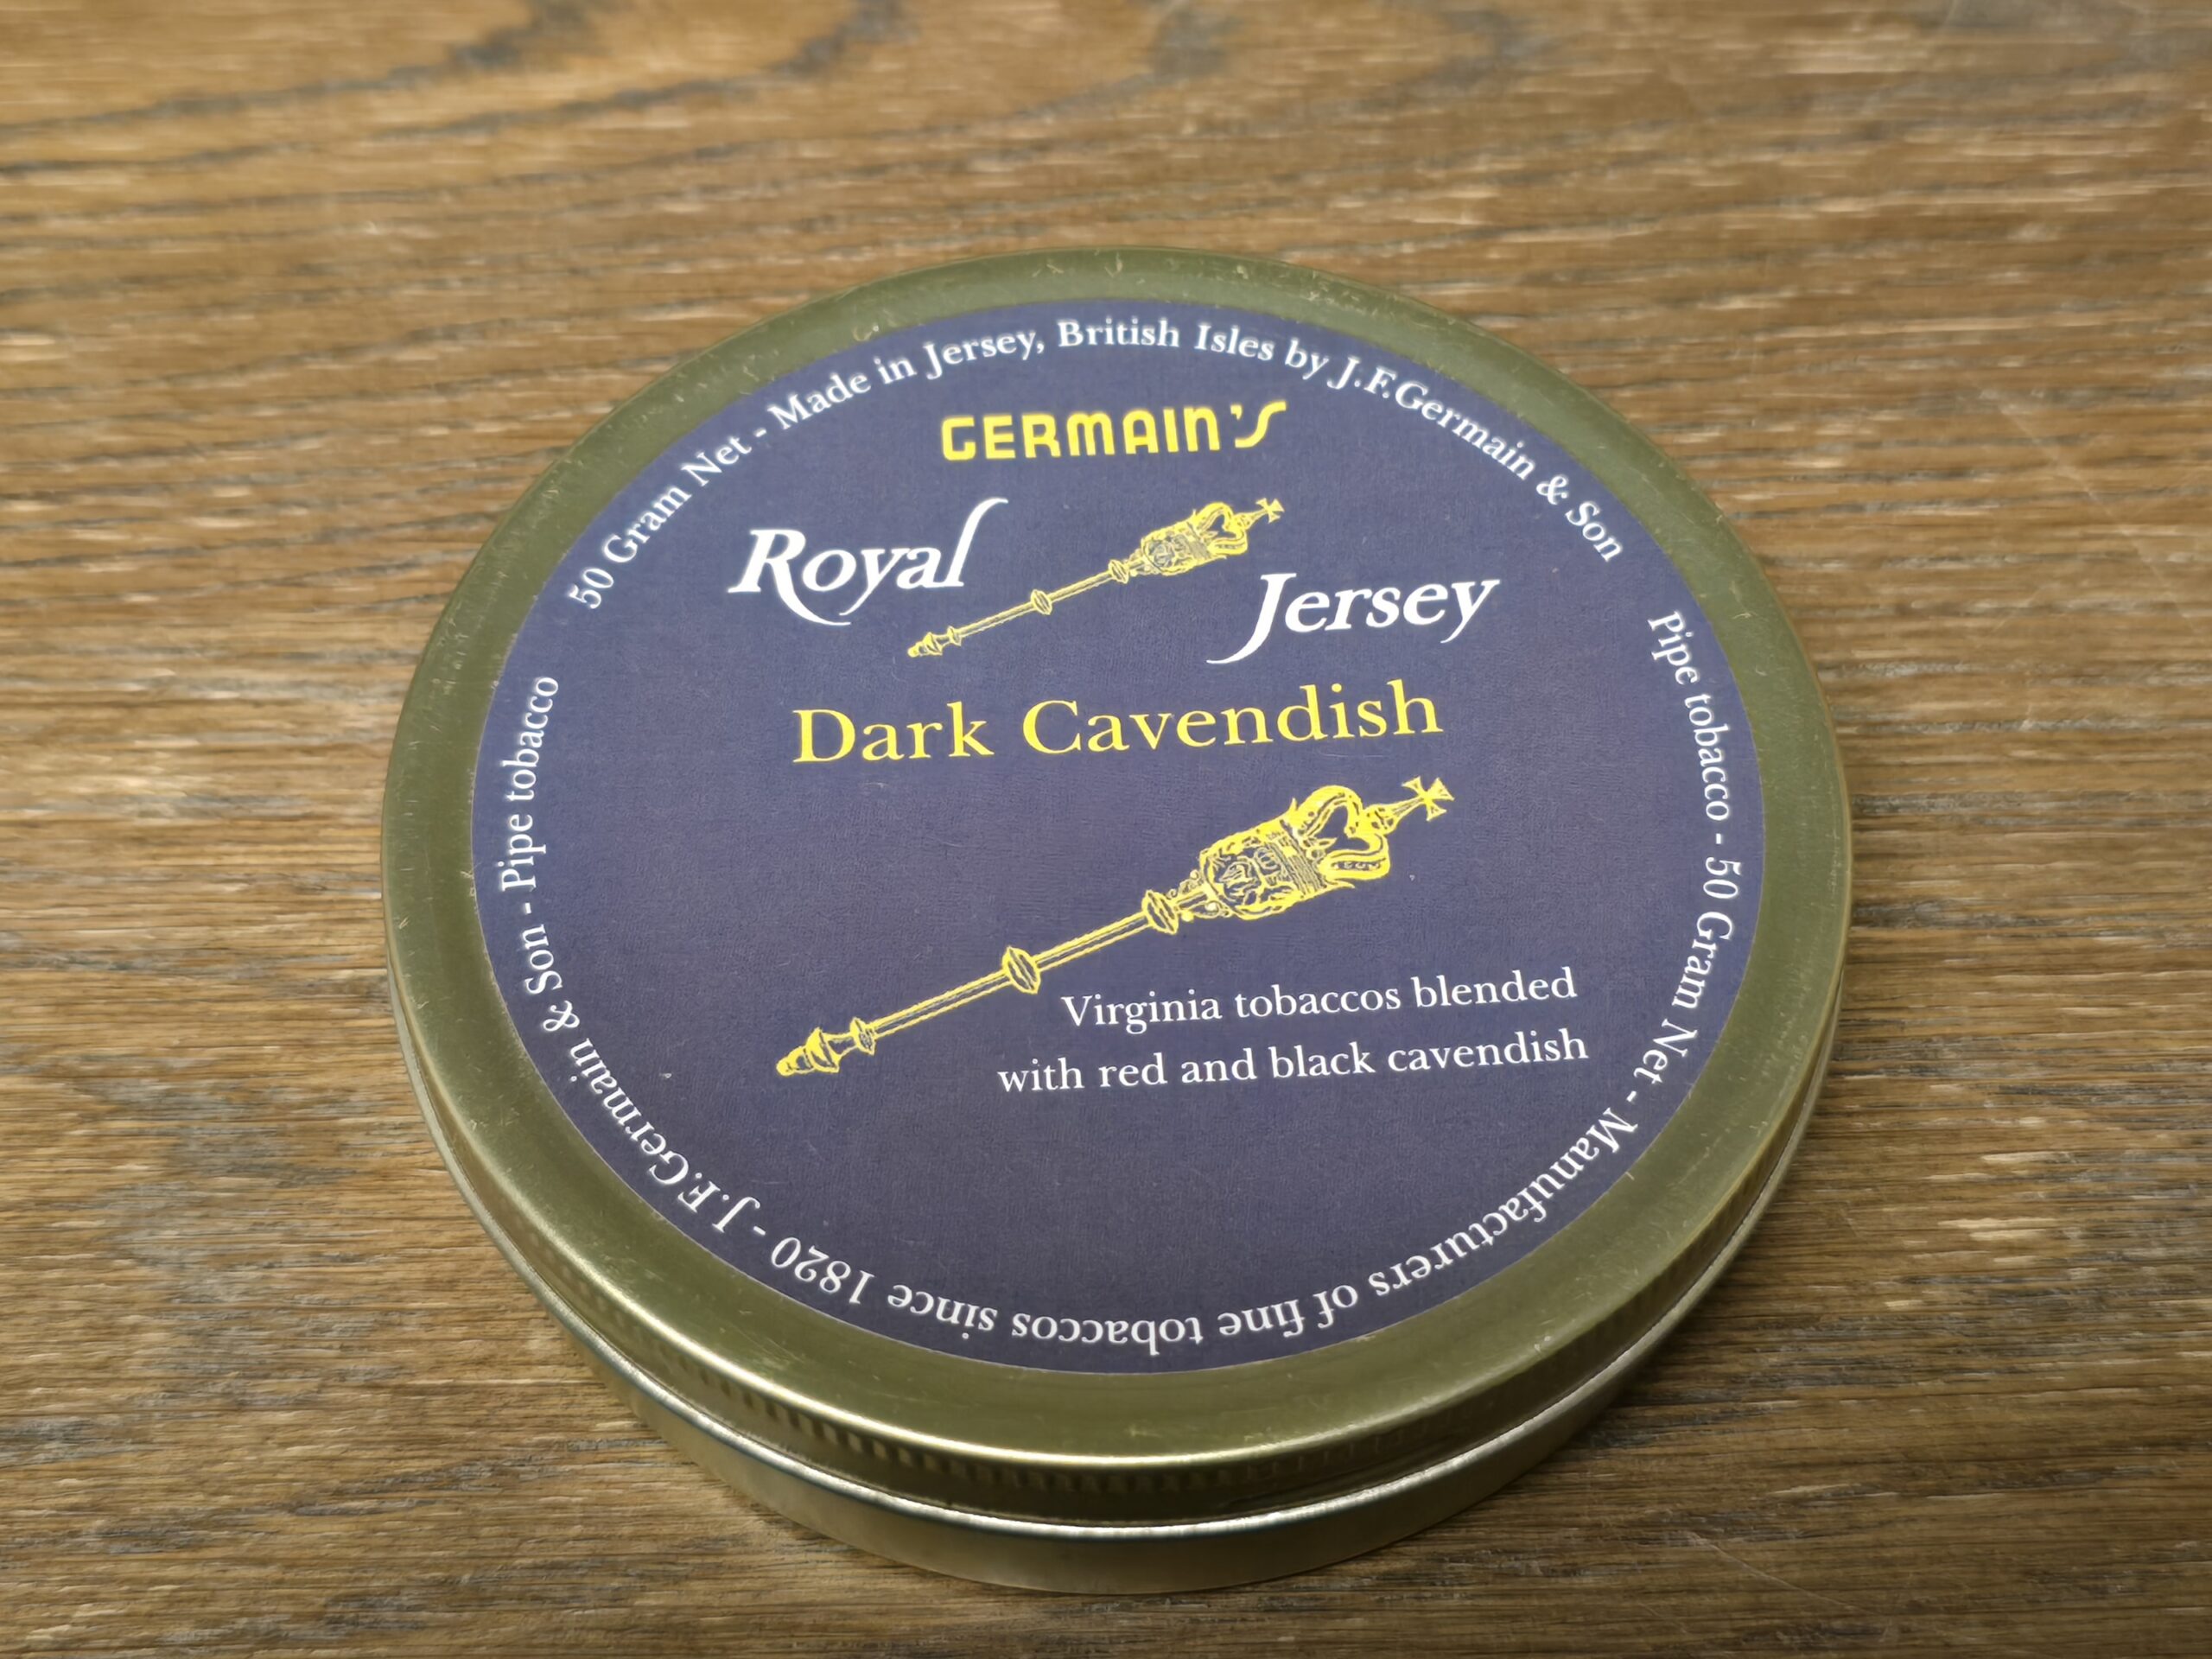 50 Gram Net - Made in Jersey, British Isles by J.F.Germain & Son
GERMAIN'S
Royal Jersey
Dark Cavendish
Virginia tobaccos blended
with red and black cavendish
Pipe tobacco - 50 Gram Net - Manufacturers of fine tobaccos since 1820 - J.F.Germain & Son - Pipe tobacco